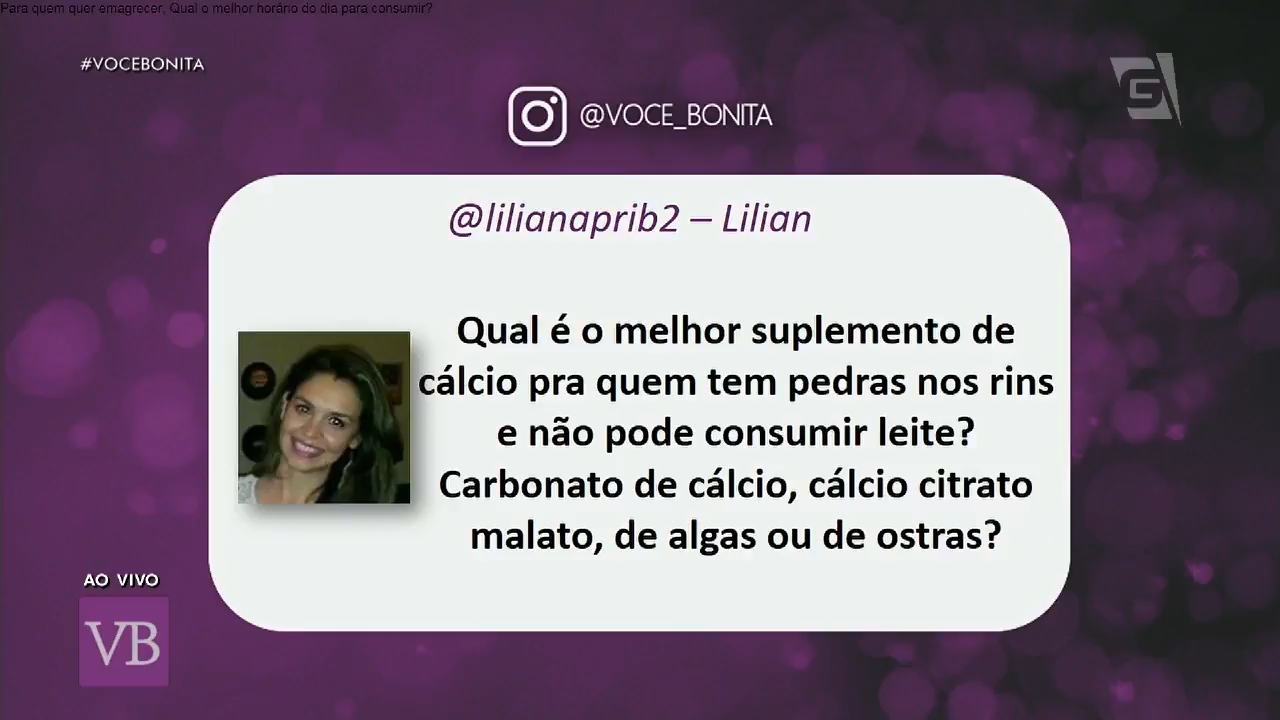 Para quem quer emagrecer, Qual o melhor horário do dia para consumir?
#VOCEBONITA
G
@VOCE_BONITA
@lilianaprib2 – Lilian
Qual é o melhor suplemento de
cálcio pra quem tem pedras nos rins
e não pode consumir leite?
Carbonato de cálcio, cálcio citrato
malato, de algas ou de ostras?
AO VIVO
VB